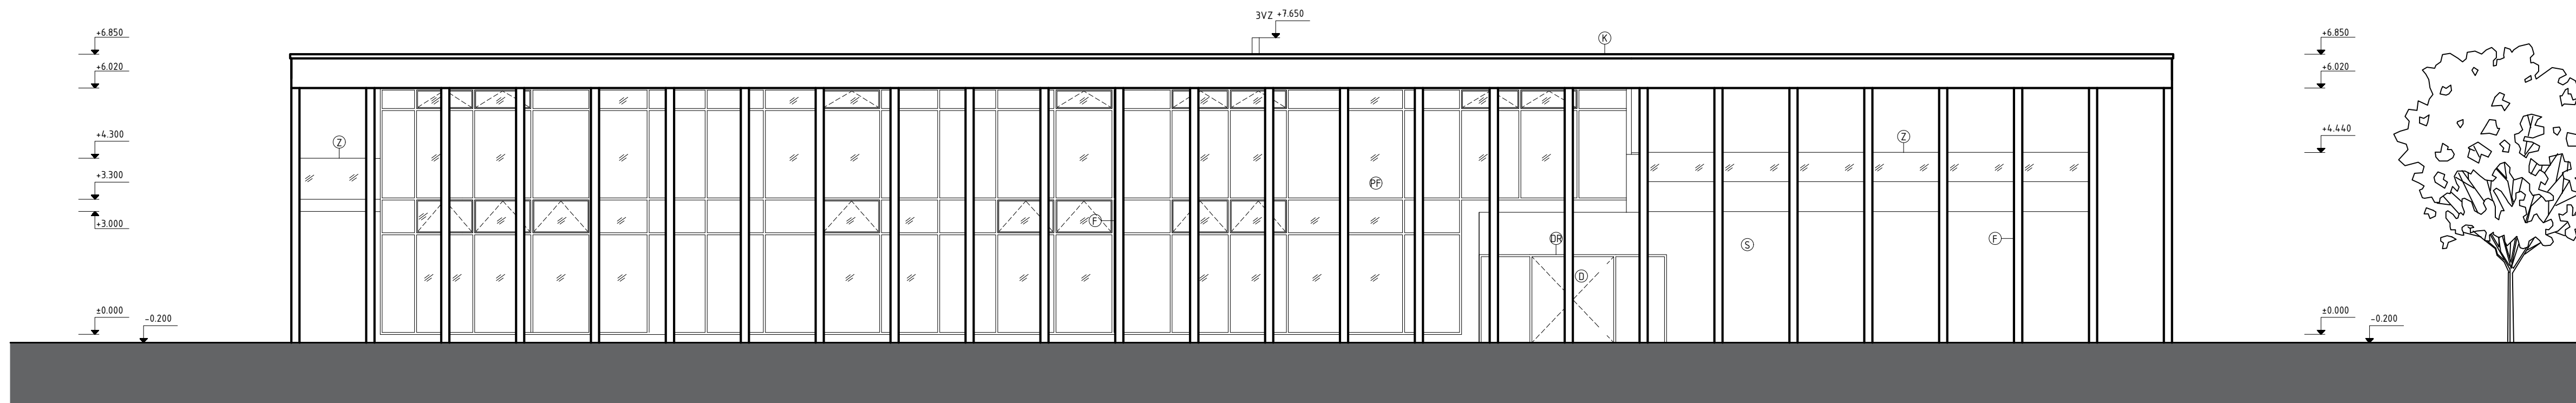 3VZ +7.650
+6.850
K
+6.850
+6.020
+6.020
+4.300
Z
Z
+4.440
+3.300
PF
+3.000
F
DR
S
F
D
±0.000
-0.200
±0.000
-0.200